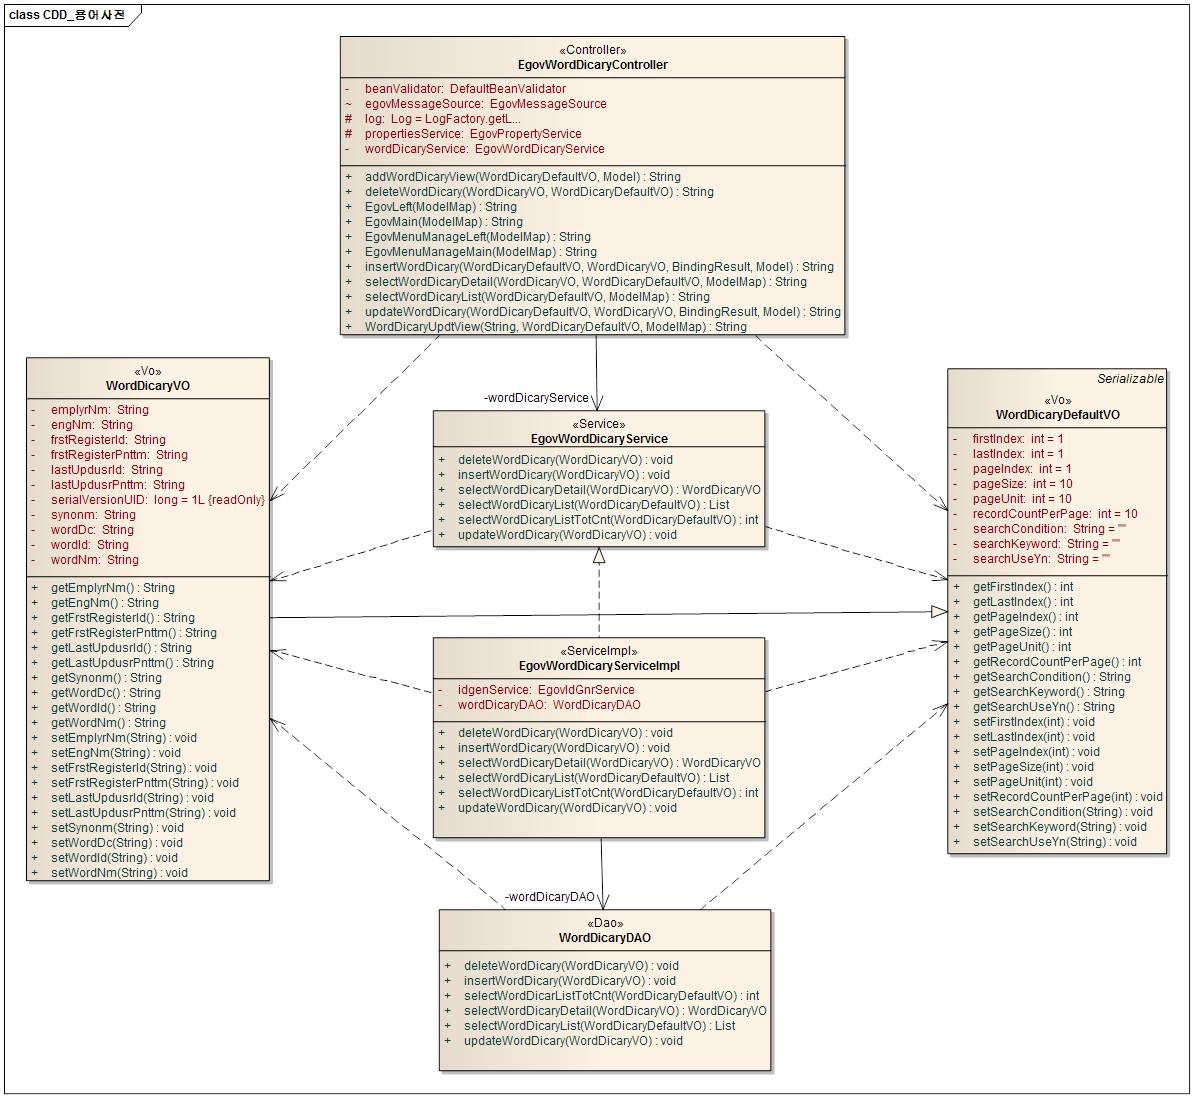 class CDD_용어사전
«Controller»
EgovWordDicaryController
- beanValidator: DefaultBeanValidator
~ egovMessageSource: EgovMessageSource
# log: Log = LogFactory.getL...
# propertiesService: EgovPropertyService
- wordDicaryService: EgovWordDicaryService
+ addWordDicaryView(WordDicaryDefaultVO, Model) : String
+ deleteWordDicary(WordDicaryVO, WordDicaryDefaultVO) : String
+ EgovLeft(ModelMap) : String
+ EgovMain(ModelMap) : String
+ EgovMenuManageLeft(ModelMap) : String
+ EgovMenuManageMain(ModelMap) : String
+ insertWordDicary(WordDicaryDefaultVO, WordDicaryVO, BindingResult, Model) : String
+ selectWordDicaryDetail(WordDicaryVO, WordDicaryDefaultVO, ModelMap) : String
+ selectWordDicaryList(WordDicaryDefaultVO, ModelMap) : String
+ updateWordDicary(WordDicaryDefaultVO, WordDicaryVO, BindingResult, Model) : String
+ WordDicaryUpdtView(String, WordDicaryDefaultVO, ModelMap) : String
«Vo»
WordDicaryVO
- emplyrNm: String
- engNm: String
- frstRegisterId: String
- frstRegisterPnttm: String
- lastUpdusrId: String
- lastUpdusrPnttm: String
- serialVersionUID: long = 1L {readOnly}
- synonm: String
- wordDc: String
- wordId: String
- wordNm: String
+ getEmplyrNm() : String
+ getEngNm() : String
+ getFrstRegisterId() : String
+ getFrstRegisterPnttm() : String
+ getLastUpdusrId() : String
+ getLastUpdusrPnttm() : String
+ getSynonm() : String
+ getWordDc() : String
+ getWordId() : String
+ getWordNm() : String
+ setEmplyrNm(String) : void
+ setEngNm(String) : void
+ setFrstRegisterId(String) : void
+ setFrstRegisterPnttm(String) : void
+ setLastUpdusrId(String) : void
+ setLastUpdusrPnttm(String) : void
+ setSynonm(String) : void
+ setWordDc(String) : void
+ setWordId(String) : void
+ setWordNm(String) : void
-wordDicaryService
«Service»
EgovWordDicaryService
+ deleteWordDicary(WordDicaryVO) : void
+ insertWordDicary(WordDicaryVO) : void
+ selectWordDicaryDetail(WordDicaryVO) : WordDicaryVO
+ selectWordDicaryList(WordDicaryDefaultVO) : List
+ selectWordDicaryListTotCnt(WordDicaryDefaultVO) : int
+ updateWordDicary(WordDicaryVO) : void
«ServiceImpl»
EgovWordDicaryServiceImpl
- idgenService: EgovIdGnrService
- wordDicaryDAO: WordDicaryDAO
+ deleteWordDicary(WordDicaryVO) : void
+ insertWordDicary(WordDicaryVO) : void
+ selectWordDicaryDetail(WordDicaryVO) : WordDicaryVO
+ selectWordDicaryList(WordDicaryDefaultVO) : List
+ selectWordDicaryListTotCnt(WordDicaryDefaultVO) : int
+ updateWordDicary(WordDicaryVO) : void
-wordDicaryDAO
«Dao»
WordDicaryDAO
+ deleteWordDicary(WordDicaryVO) : void
+ insertWordDicary(WordDicaryVO) : void
+ selectWordDicarListTotCnt(WordDicaryDefaultVO) : int
+ selectWordDicaryDetail(WordDicaryVO) : WordDicaryVO
+ selectWordDicaryList(WordDicaryDefaultVO) : List
+ updateWordDicary(WordDicaryVO) : void
Serializable
«Vo»
WordDicaryDefaultVO
- firstIndex: int = 1
- lastIndex: int = 1
- pageIndex: int = 1
- pageSize: int = 10
- pageUnit: int = 10
- recordCountPerPage: int = 10
- searchCondition: String = ""
- searchKeyword: String = ""
- searchUseYn: String = ""
+ getFirstIndex() : int
+ getLastIndex() : int
+ getPageIndex() : int
+ getPageSize() : int
+ getPageUnit() : int
+ getRecordCountPerPage() : int
+ getSearchCondition() : String
+ getSearchKeyword() : String
+ getSearchUseYn() : String
+ setFirstIndex(int) : void
+ setLastIndex(int) : void
+ setPageIndex(int) : void
+ setPageSize(int) : void
+ setPageUnit(int) : void
+ setRecordCountPerPage(int) : void
+ setSearchCondition(String) : void
+ setSearchKeyword(String) : void
+ setSearchUseYn(String) : void